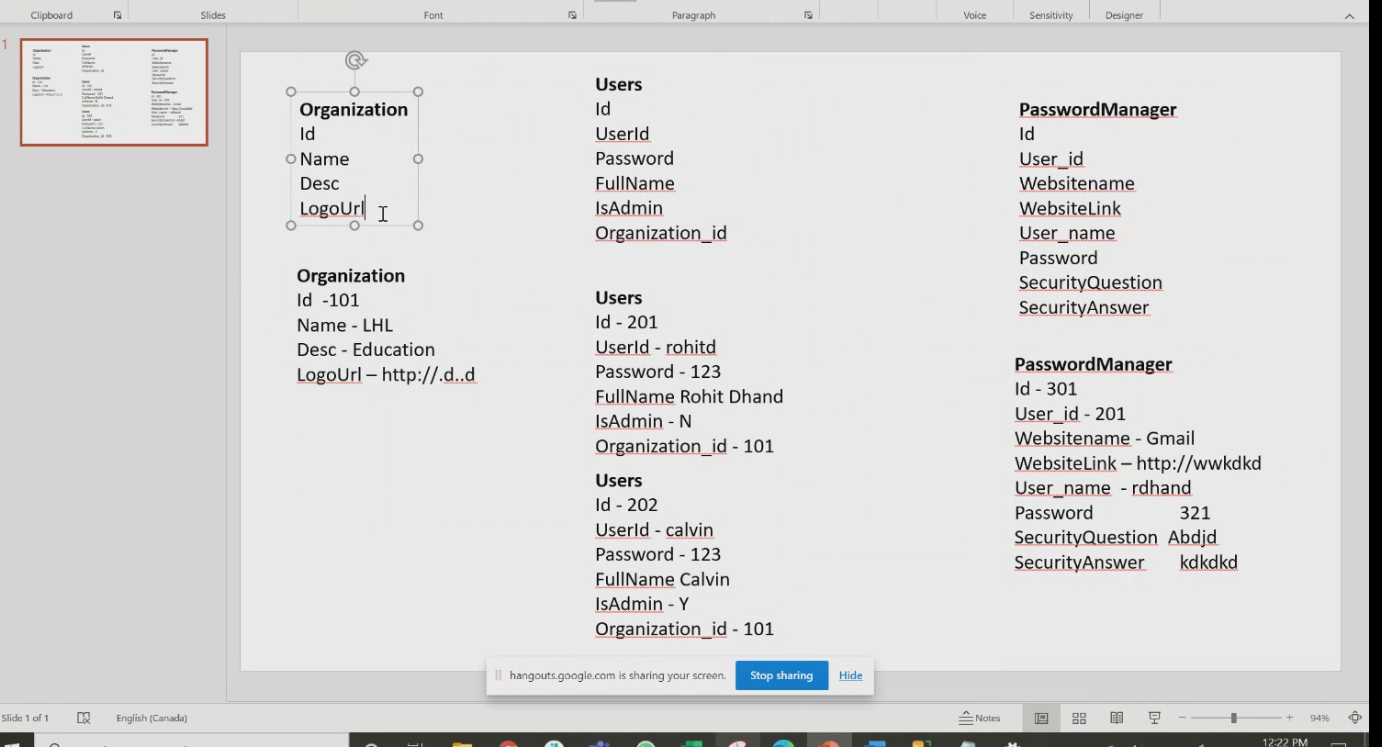 Clipboard
Slides
Font
Paragraph
Voice
Sensitivity
Designer
1
Organization
Id
Name
Desc
LogoUrl
Organization
Id -101
Name - LHL
Desc - Education
LogoUrl – http://.d..d
Users
Id
UserId
Password
FullName
IsAdmin
Organization_id
Users
Id - 201
UserId - rohitd
Password - 123
FullName Rohit Dhand
IsAdmin - N
Organization_id - 101
Users
Id - 202
UserId - calvin
Password - 123
FullName Calvin
IsAdmin - Y
Organization_id - 101
PasswordManager
Id
User_id
Websitename
WebsiteLink
User_name
Password
SecurityQuestion
SecurityAnswer
PasswordManager
Id - 301
User_id - 201
Websitename - Gmail
WebsiteLink – http://wwkdkd
User_name - rdhand
Password 321
SecurityQuestion Abdjd
SecurityAnswer kdkdkd
hangouts.google.com is sharing your screen.
Stop sharing
Hide
Slide 1 of 1
English (Canada)
Notes
94%
12:22 PM